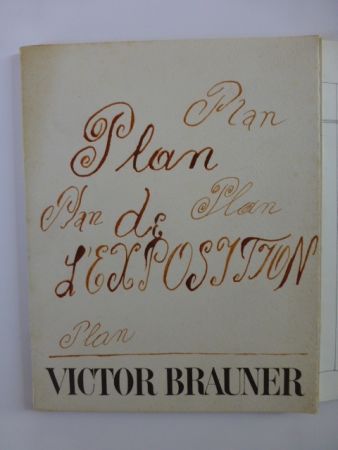 Plan
Plan
Plan de Plan
L'EXPOSITION
Plan
VICTOR BRAUNER